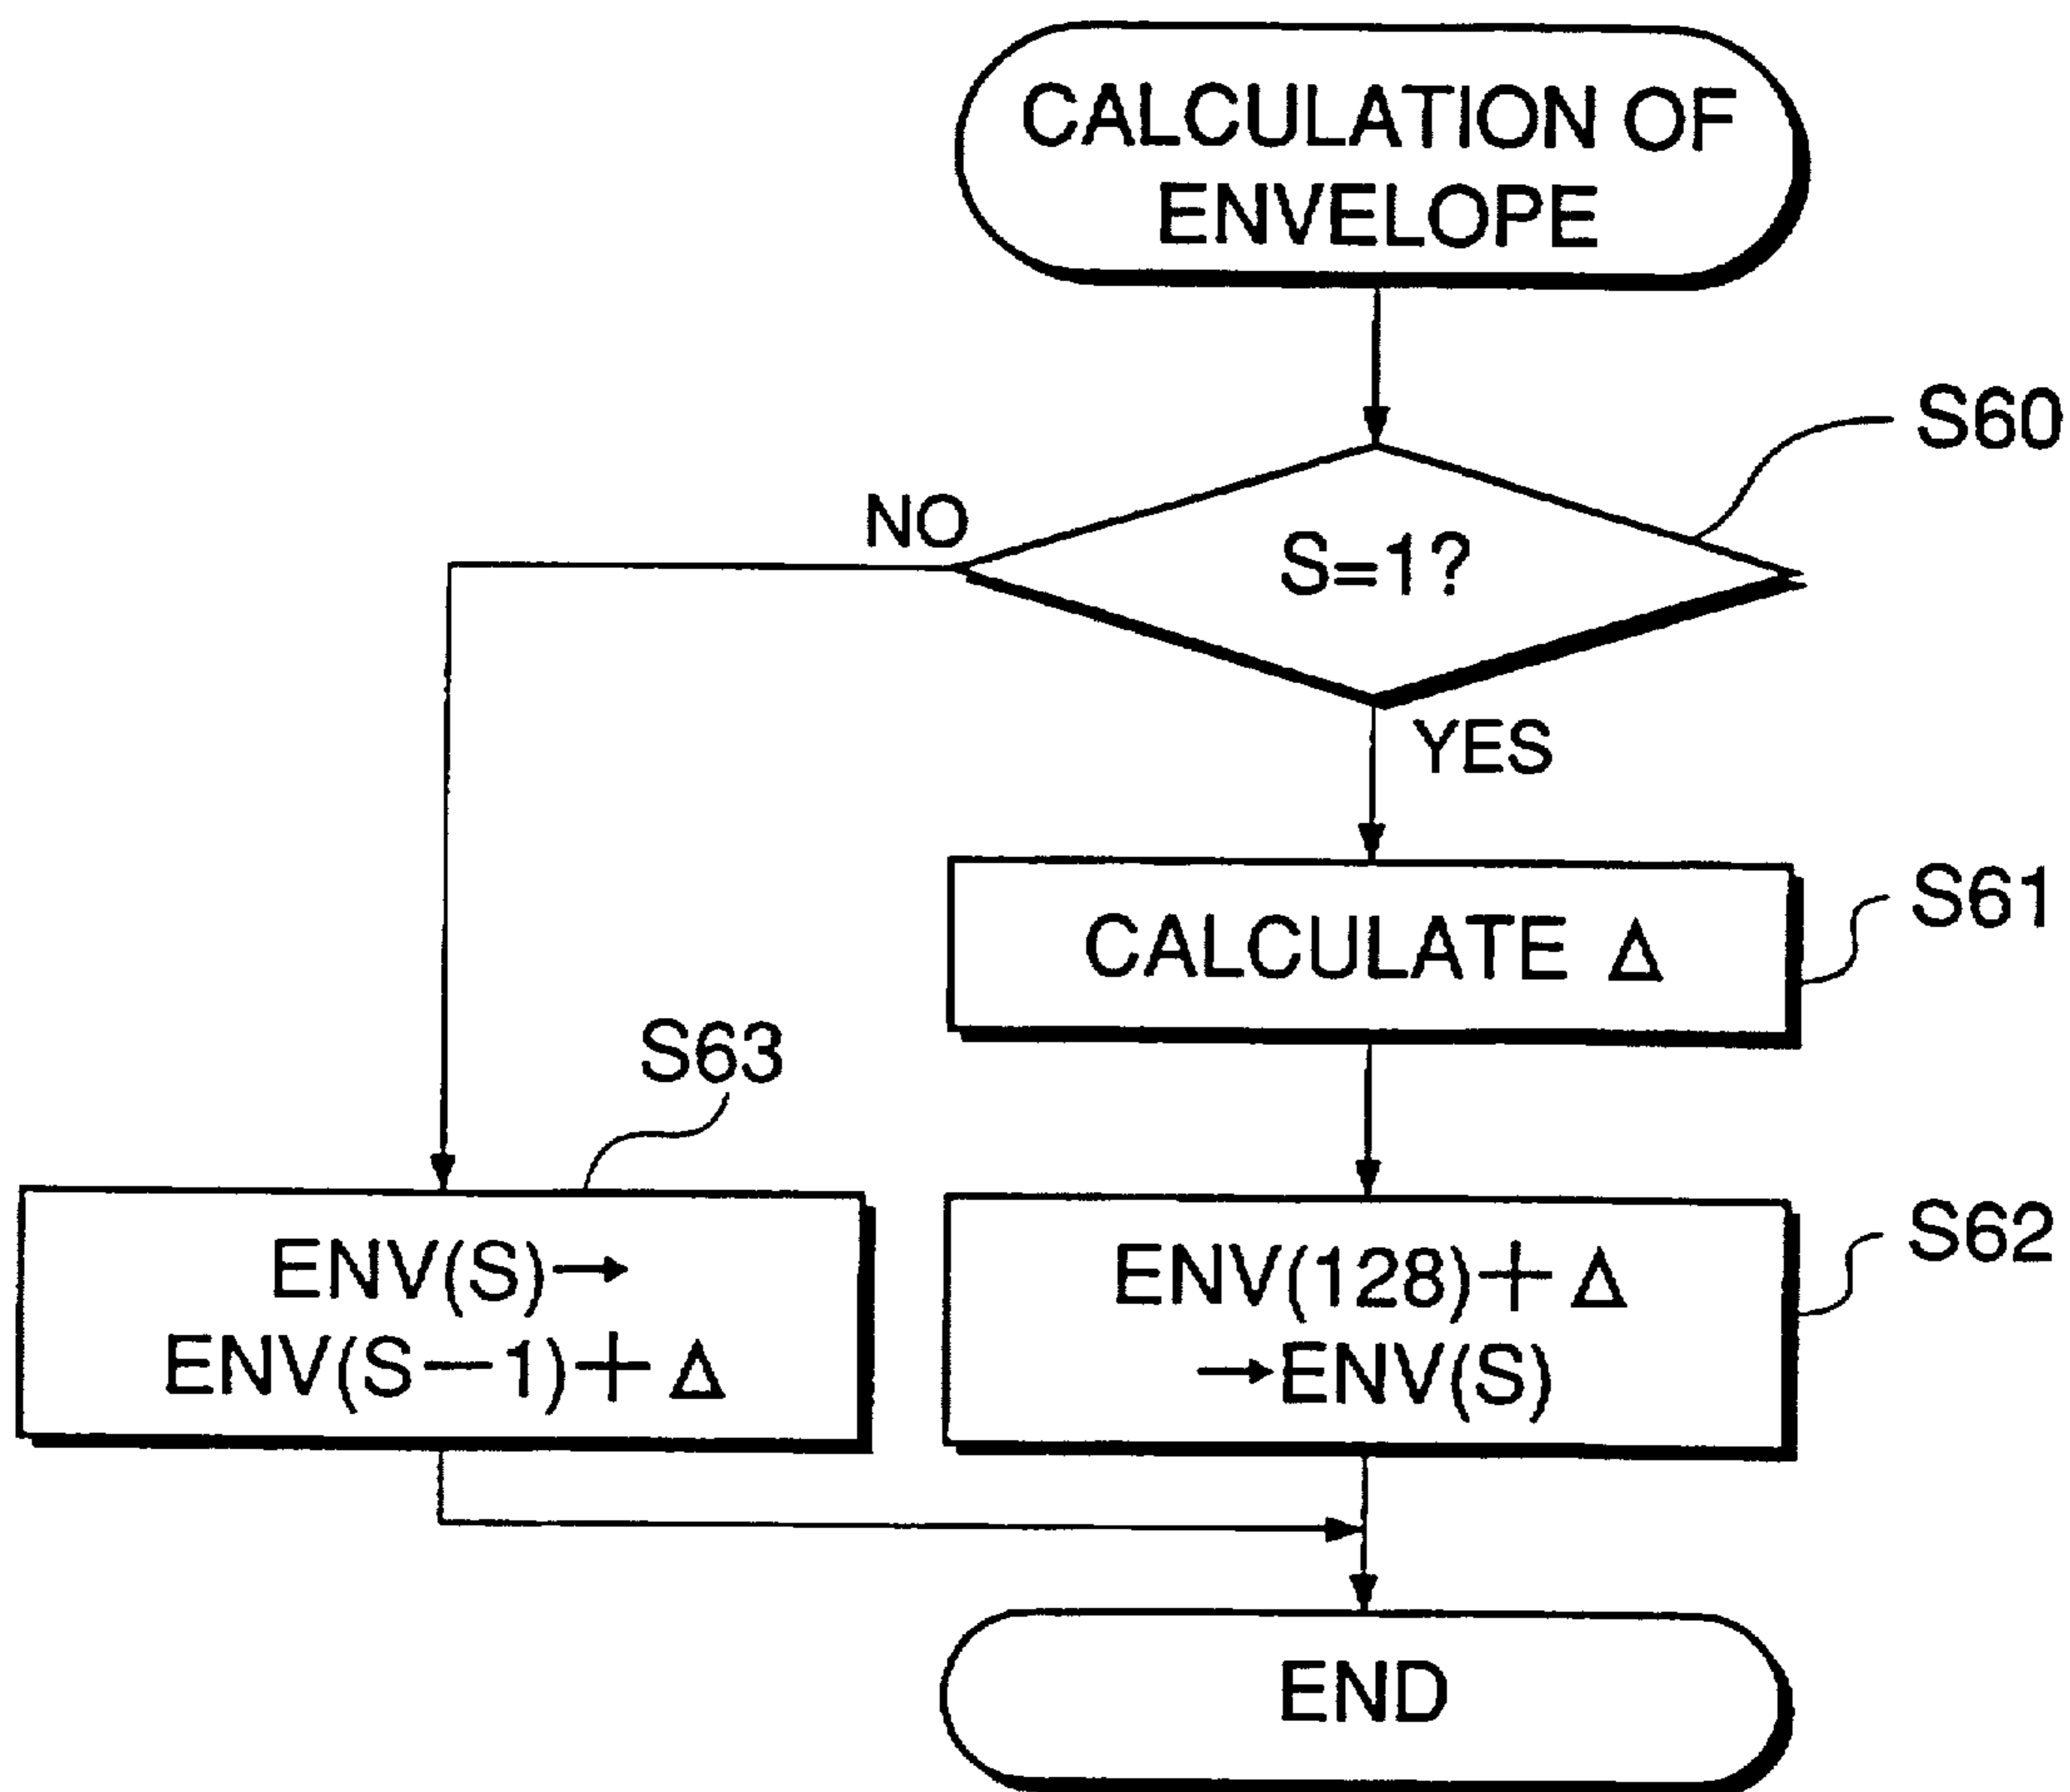 CALCULATION OF
ENVELOPE
S60
NO
S=1?
YES
CALCULATE Δ
S61
S63
ENV(S)→
ENV(S−1)+Δ
ENV(128)+Δ
→ENV(S)
S62
END